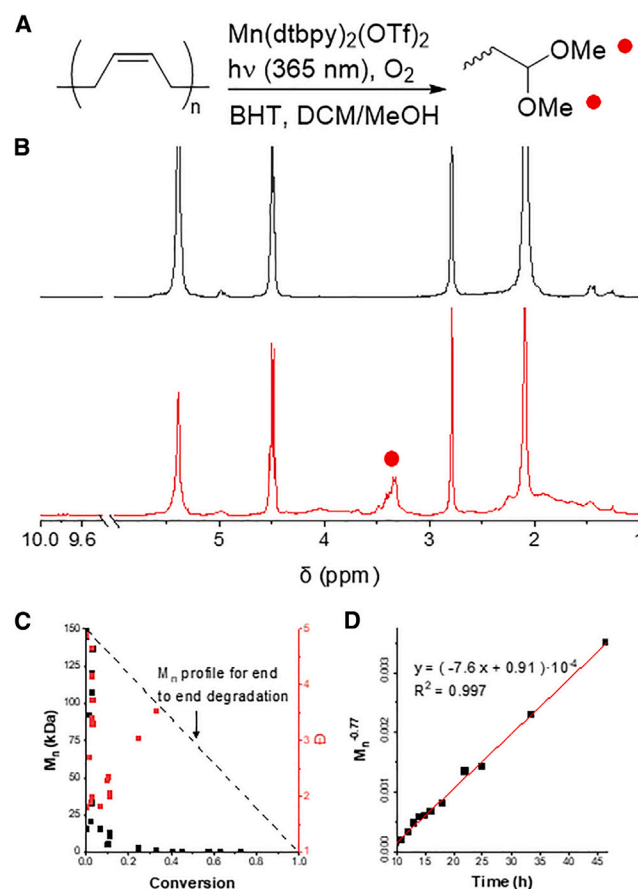 A
Mn(dtbpy)2(OTf)2
hν (365 nm), O2
BHT, DCM/MeOH
n
OMe
OMe
B
10.0 9.6 5 4 3 2 1
δ (ppm)
C
150
125
100
75
50
25
0
Mn (kDa)
Mn profile for end
to end degradation
5
4
3
2
1
Đ
0.0 0.2 0.4 0.6 0.8 1.0
Conversion
D
y = ( -7.6 x + 0.91 )·10-4
R2 = 0.997
0.003
0.002
0.001
0.000
Mn-0.77
10 15 20 25 30 35 40 45
Time (h)